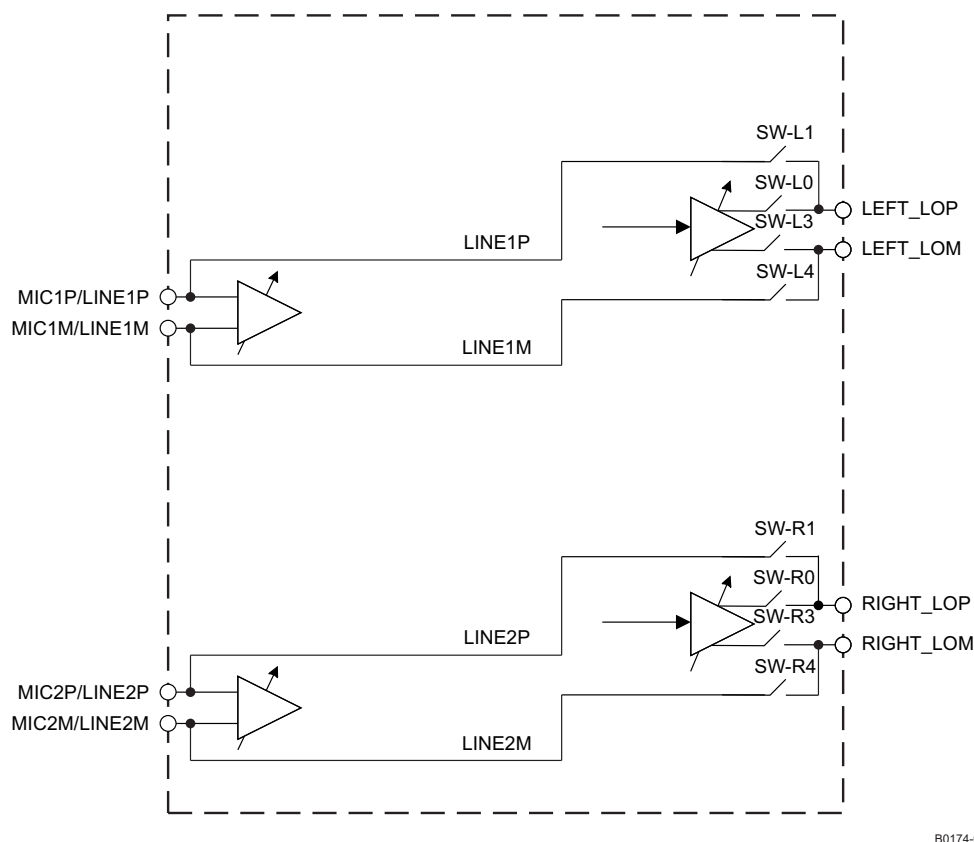 SW-L1
SW-L0
LEFT_LOP
SW-L3
LINE1P
LEFT_LOM
MIC1P/LINE1P
SW-L4
MIC1M/LINE1M
LINE1M
SW-R1
SW-R0
RIGHT_LOP
SW-R3
LINE2P
RIGHT_LOM
MIC2P/LINE2P
SW-R4
MIC2M/LINE2M
LINE2M